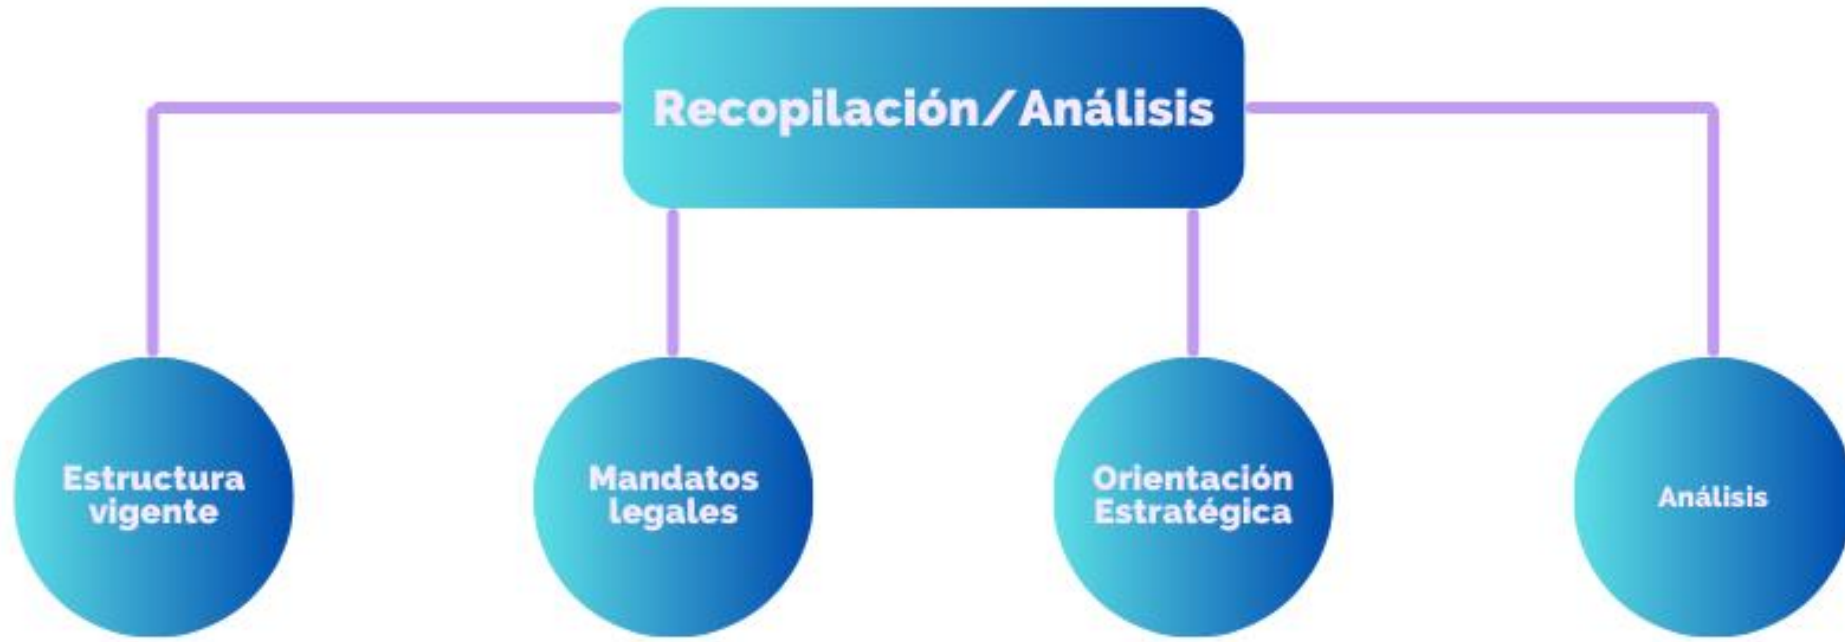 Recopilación/Análisis
Estructura
vigente
Mandatos
legales
Orientación
Estratégica
Análisis